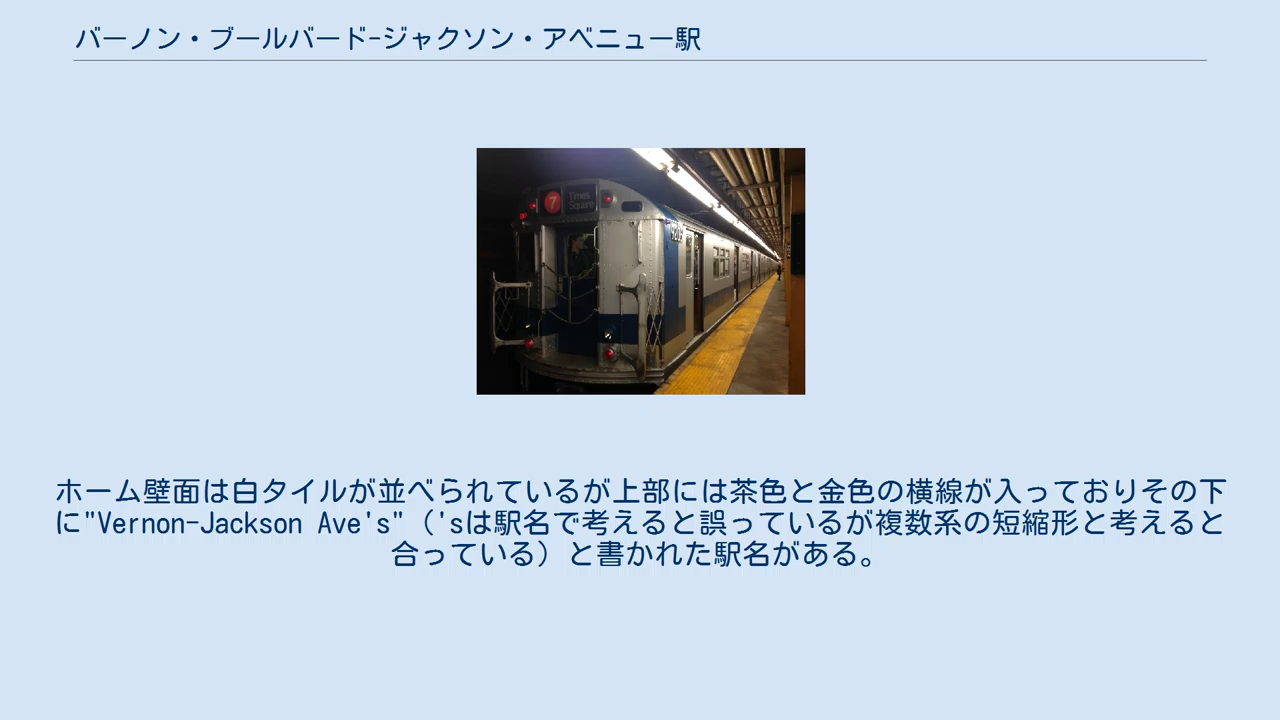 バーノン・ブールバード-ジャクソン・アベニュー駅
7
Times
Square
ホーム壁面は白タイルが並べられているが上部には茶色と金色の横線が入っておりその下
に"Vernon-Jackson Ave's"（'sは駅名で考えると誤っているが複数系の短縮形と考えると
合っている）と書かれた駅名がある。